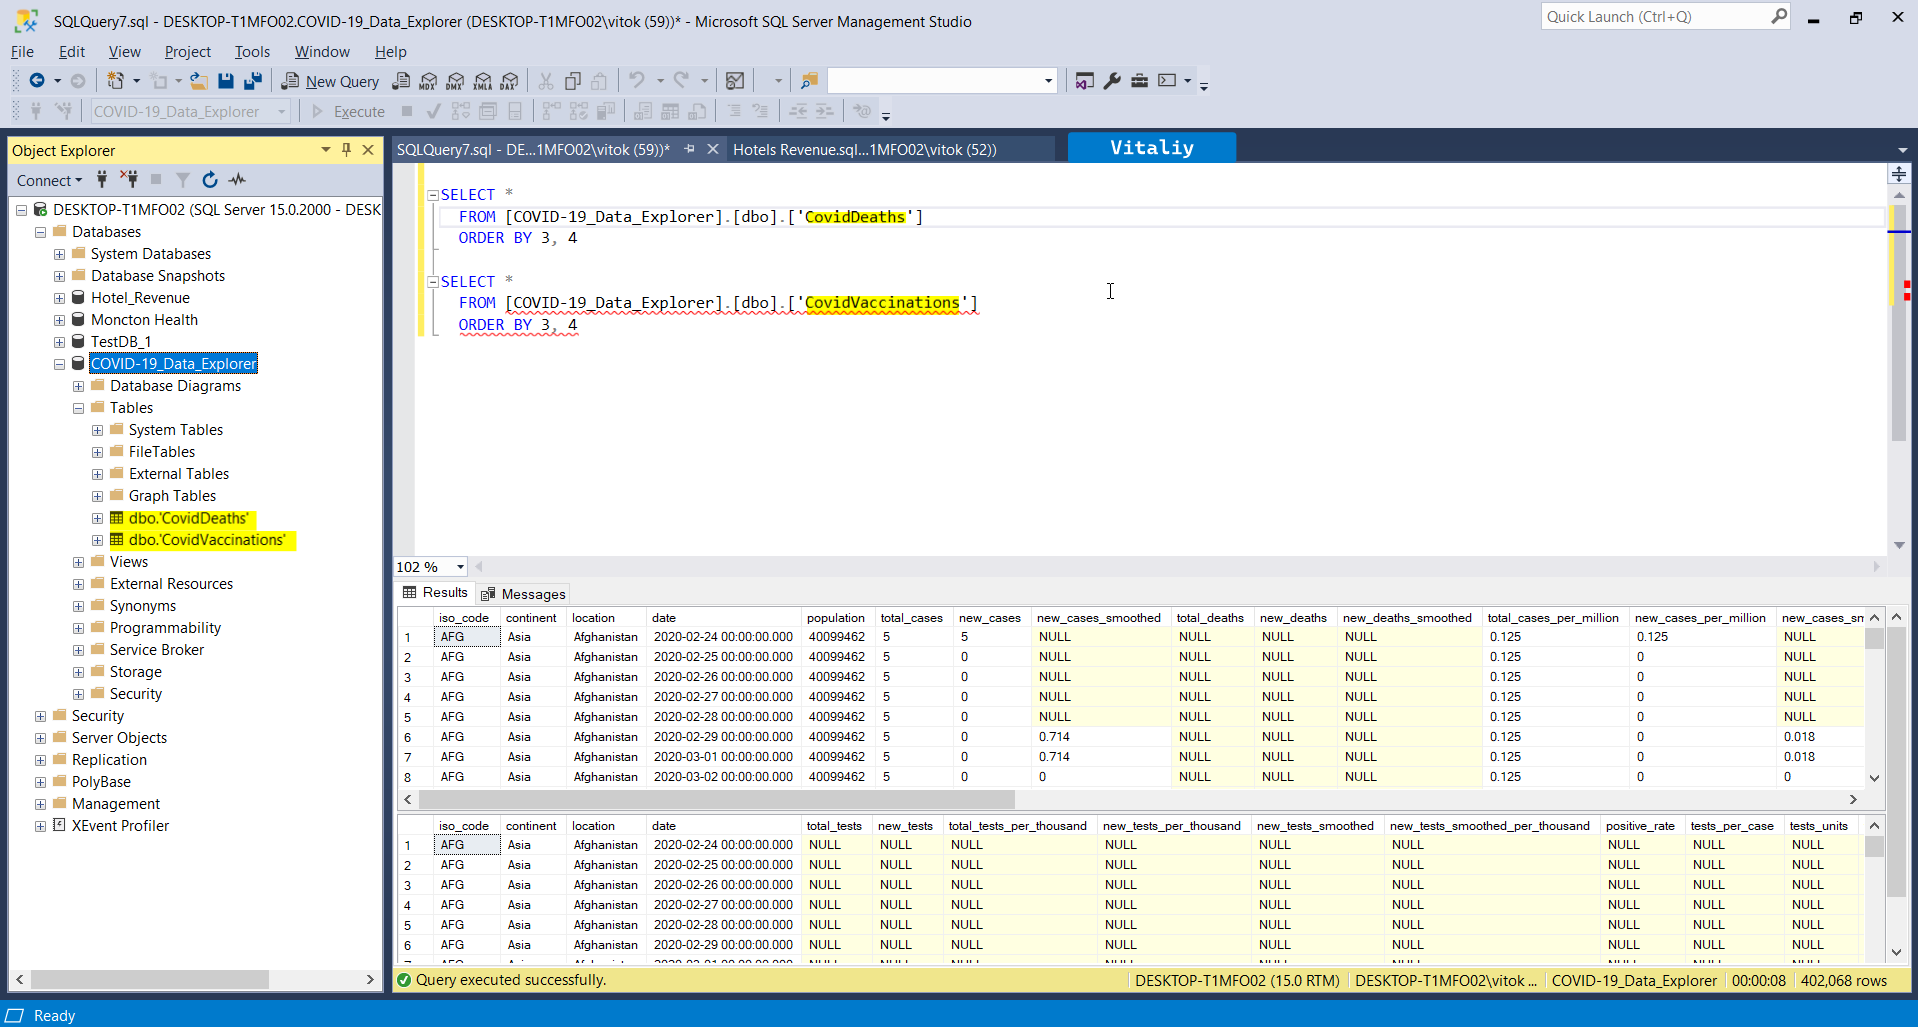 SQLQuery7.sql - DESKTOP-T1MFO02.COVID-19_Data_Explorer (DESKTOP-T1MFO02\vitok (59))* - Microsoft SQL Server Management Studio
Quick Launch (Ctrl+Q)
File Edit View Project Tools Window Help
New Query MDX DMX XMLA DAX
COVID-19_Data_Explorer Execute
Object Explorer
Connect
DESKTOP-T1MFO02 (SQL Server 15.0.2000 - DESK
Databases
System Databases
Database Snapshots
Hotel_Revenue
Moncton Health
TestDB_1
COVID-19_Data_Explorer
Database Diagrams
Tables
System Tables
FileTables
External Tables
Graph Tables
dbo.'CovidDeaths'
dbo.'CovidVaccinations'
Views
External Resources
Synonyms
Programmability
Service Broker
Storage
Security
Security
Server Objects
Replication
PolyBase
Management
XEvent Profiler
SQLQuery7.sql - DE...1MFO02\vitok (59))* Hotels Revenue.sql...1MFO02\vitok (52)) Vitaliy
SELECT *
FROM [COVID-19_Data_Explorer].[dbo].['CovidDeaths']
ORDER BY 3, 4
SELECT *
FROM [COVID-19_Data_Explorer].[dbo].['CovidVaccinations']
ORDER BY 3, 4
102 %
Results Messages
iso_code continent location date population total_cases new_cases new_cases_smoothed total_deaths new_deaths new_deaths_smoothed total_cases_per_million new_cases_per_million new_cases_sm
1 AFG Asia Afghanistan 2020-02-24 00:00:00.000 40099462 5 5 NULL NULL NULL NULL 0.125 0.125 NULL
2 AFG Asia Afghanistan 2020-02-25 00:00:00.000 40099462 5 0 NULL NULL NULL NULL 0.125 0 NULL
3 AFG Asia Afghanistan 2020-02-26 00:00:00.000 40099462 5 0 NULL NULL NULL NULL 0.125 0 NULL
4 AFG Asia Afghanistan 2020-02-27 00:00:00.000 40099462 5 0 NULL NULL NULL NULL 0.125 0 NULL
5 AFG Asia Afghanistan 2020-02-28 00:00:00.000 40099462 5 0 NULL NULL NULL NULL 0.125 0 NULL
6 AFG Asia Afghanistan 2020-02-29 00:00:00.000 40099462 5 0 0.714 NULL NULL NULL 0.125 0 0.018
7 AFG Asia Afghanistan 2020-03-01 00:00:00.000 40099462 5 0 0.714 NULL NULL NULL 0.125 0 0.018
8 AFG Asia Afghanistan 2020-03-02 00:00:00.000 40099462 5 0 0 NULL NULL NULL 0.125 0 0
iso_code continent location date total_tests new_tests total_tests_per_thousand new_tests_per_thousand new_tests_smoothed new_tests_smoothed_per_thousand positive_rate tests_per_case tests_units
1 AFG Asia Afghanistan 2020-02-24 00:00:00.000 NULL NULL NULL NULL NULL NULL NULL NULL NULL
2 AFG Asia Afghanistan 2020-02-25 00:00:00.000 NULL NULL NULL NULL NULL NULL NULL NULL NULL
3 AFG Asia Afghanistan 2020-02-26 00:00:00.000 NULL NULL NULL NULL NULL NULL NULL NULL NULL
4 AFG Asia Afghanistan 2020-02-27 00:00:00.000 NULL NULL NULL NULL NULL NULL NULL NULL NULL
5 AFG Asia Afghanistan 2020-02-28 00:00:00.000 NULL NULL NULL NULL NULL NULL NULL NULL NULL
6 AFG Asia Afghanistan 2020-02-29 00:00:00.000 NULL NULL NULL NULL NULL NULL NULL NULL NULL
Query executed successfully. DESKTOP-T1MFO02 (15.0 RTM) DESKTOP-T1MFO02\vitok ... COVID-19_Data_Explorer 00:00:08 402,068 rows
Ready